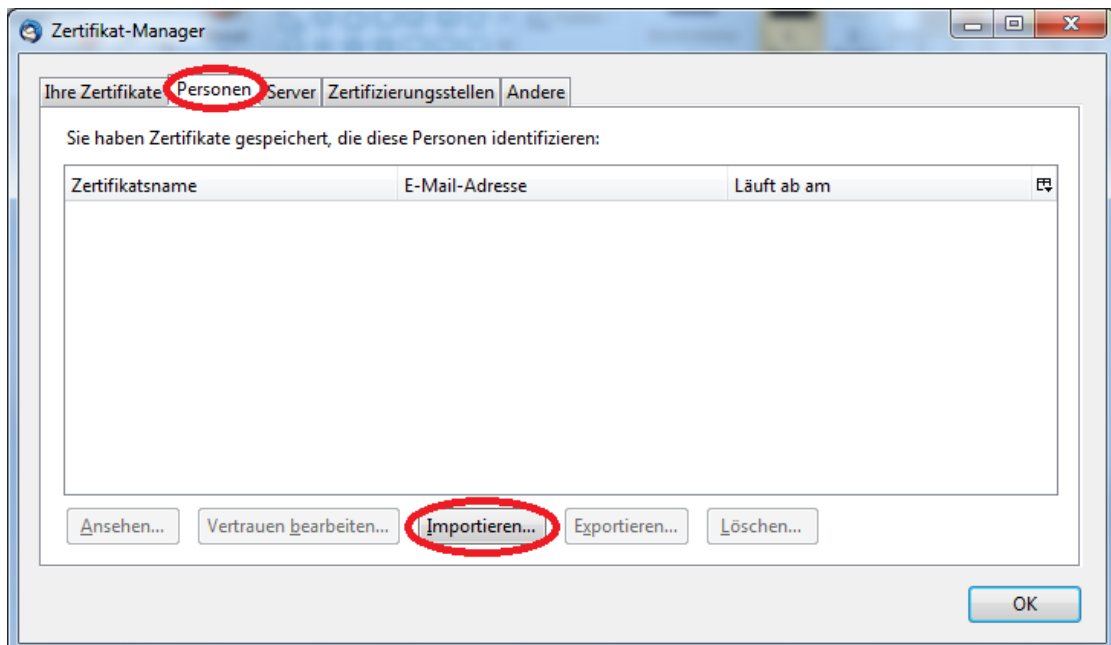 Zertifikat-Manager
Ihre Zertifikate Personen Server Zertifizierungsstellen Andere
Sie haben Zertifikate gespeichert, die diese Personen identifizieren:
Zertifikatsname E-Mail-Adresse Läuft ab am
Ansehen... Vertrauen bearbeiten... Importieren... Exportieren... Löschen...
OK